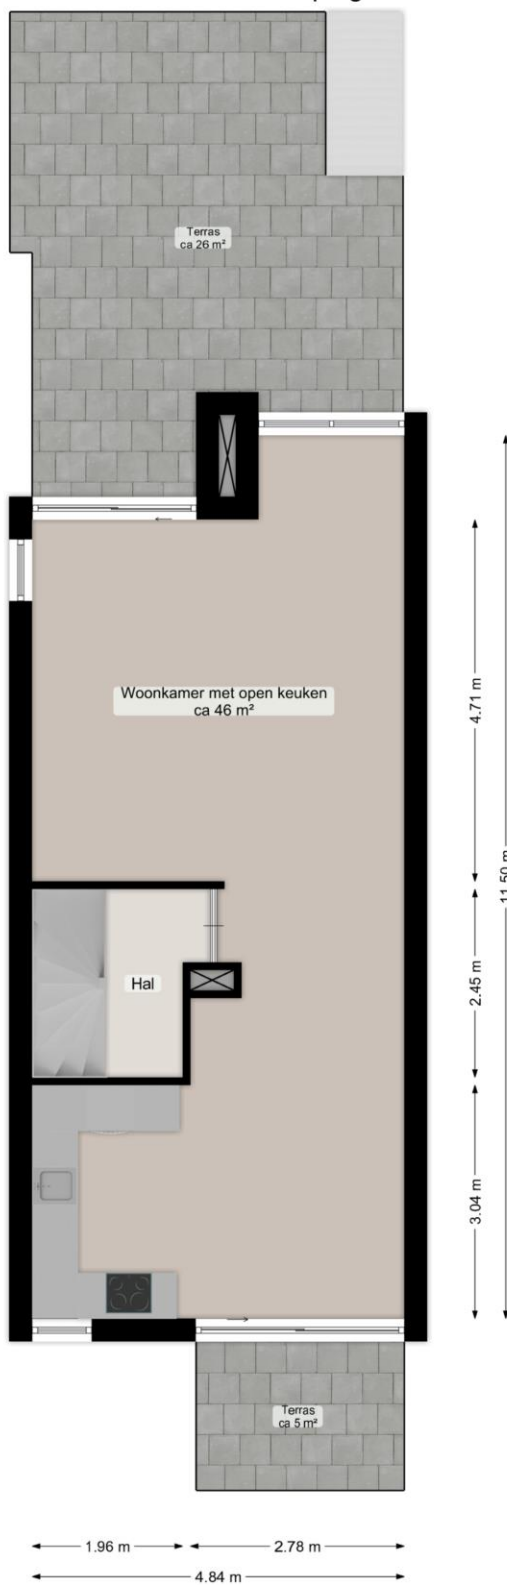 Terras
ca 26 m²
Woonkamer met open keuken
ca 46 m²
4.71 m
11.50 m
Hal
2.45 m
3.04 m
Terras
ca 5 m²
1.96 m
2.78 m
4.84 m